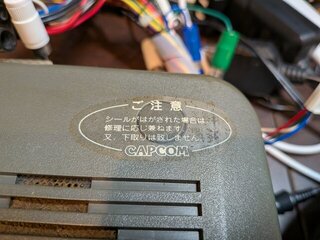 ご注意
シールがはがされた場合は、
修理に応じ兼ねます。
又、下取りは致しません。
CAPCOM